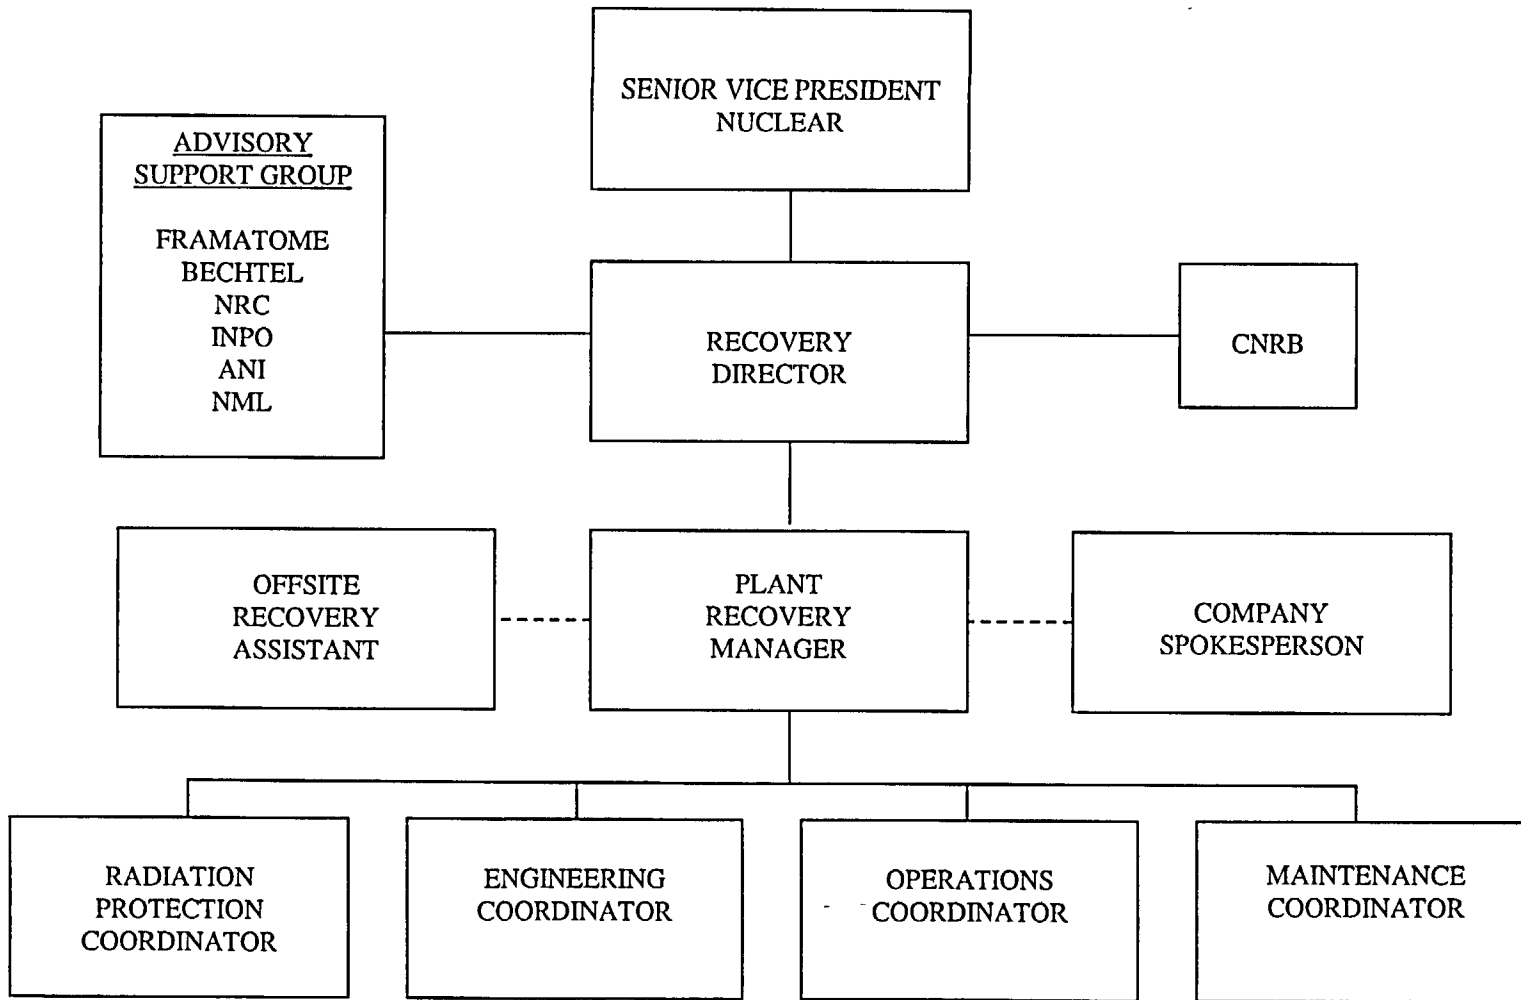 SENIOR VICE PRESIDENT
NUCLEAR
ADVISORY
SUPPORT GROUP
FRAMATOME
BECHTEL
NRC
INPO
ANI
NML
RECOVERY
DIRECTOR
CNRB
OFFSITE
RECOVERY
ASSISTANT
PLANT
RECOVERY
MANAGER
COMPANY
SPOKESPERSON
RADIATION
PROTECTION
COORDINATOR
ENGINEERING
COORDINATOR
OPERATIONS
COORDINATOR
MAINTENANCE
COORDINATOR